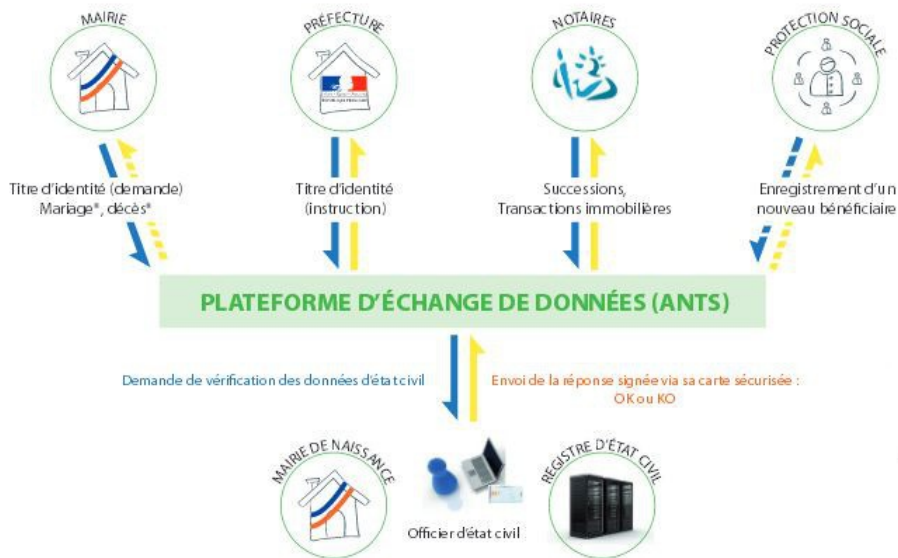 MAIRIE
PRÉFECTURE
NOTAIRES
PROTECTION SOCIALE
Titre d'identité (demande)
Mariage*, décès*
Titre d'identité
(instruction)
Successions,
Transactions immobilières
Enregistrement d'un
nouveau bénéficiaire
PLATEFORME D'ÉCHANGE DE DONNÉES (ANTS)
Demande de vérification des données d'état civil
Envoi de la réponse signée via sa carte sécurisée :
OK ou KO
MAIRIE DE NAISSANCE
Officier d'état civil
REGISTRE D'ÉTAT CIVIL